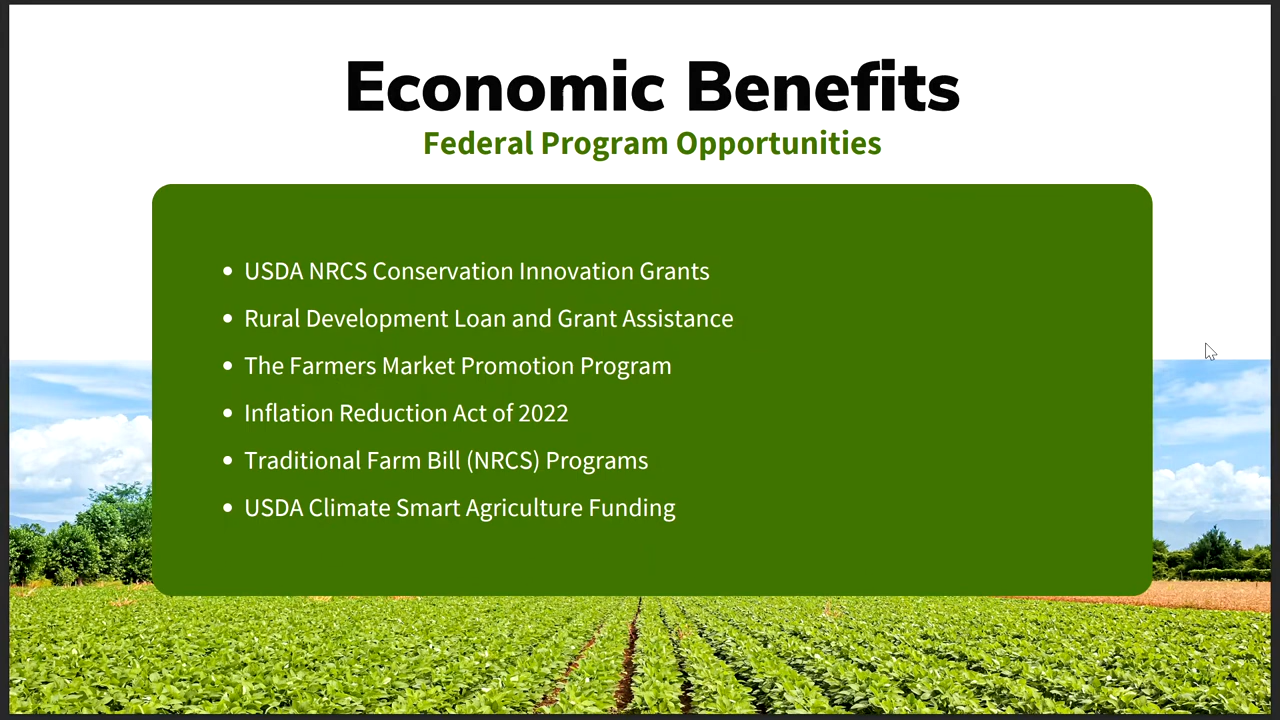 Economic Benefits
Federal Program Opportunities
• USDA NRCS Conservation Innovation Grants
• Rural Development Loan and Grant Assistance
• The Farmers Market Promotion Program
• Inflation Reduction Act of 2022
• Traditional Farm Bill (NRCS) Programs
• USDA Climate Smart Agriculture Funding